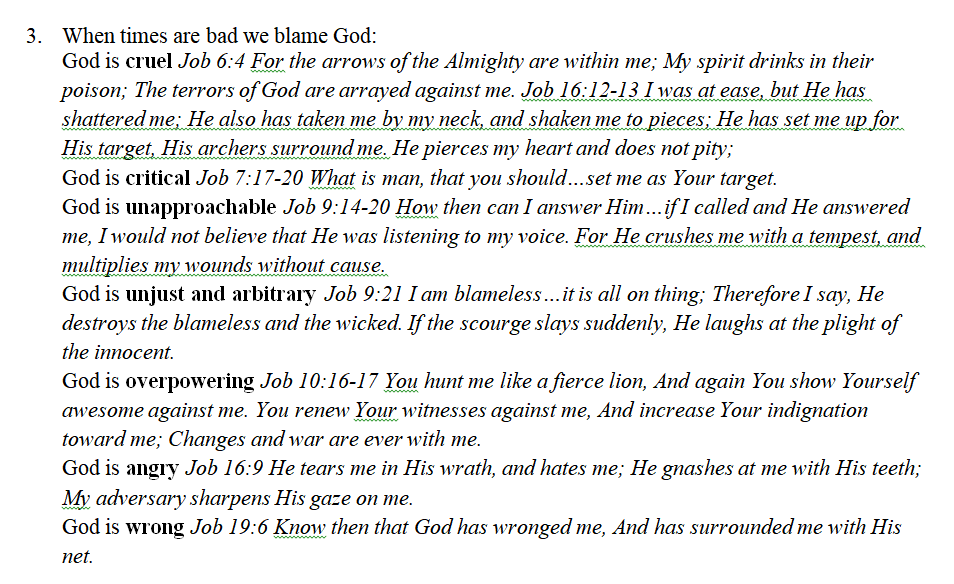 3. When times are bad we blame God:
God is cruel Job 6:4 For the arrows of the Almighty are within me; My spirit drinks in their
poison; The terrors of God are arrayed against me. Job 16:12-13 I was at ease, but He has
shattered me; He also has taken me by my neck, and shaken me to pieces; He has set me up for
His target, His archers surround me. He pierces my heart and does not pity;
God is critical Job 7:17-20 What is man, that you should…set me as Your target.
God is unapproachable Job 9:14-20 How then can I answer Him…if I called and He answered
me, I would not believe that He was listening to my voice. For He crushes me with a tempest, and
multiplies my wounds without cause.
God is unjust and arbitrary Job 9:21 I am blameless…it is all on thing; Therefore I say, He
destroys the blameless and the wicked. If the scourge slays suddenly, He laughs at the plight of
the innocent.
God is overpowering Job 10:16-17 You hunt me like a fierce lion, And again You show Yourself
awesome against me. You renew Your witnesses against me, And increase Your indignation
toward me; Changes and war are ever with me.
God is angry Job 16:9 He tears me in His wrath, and hates me; He gnashes at me with His teeth;
My adversary sharpens His gaze on me.
God is wrong Job 19:6 Know then that God has wronged me, And has surrounded me with His
net.